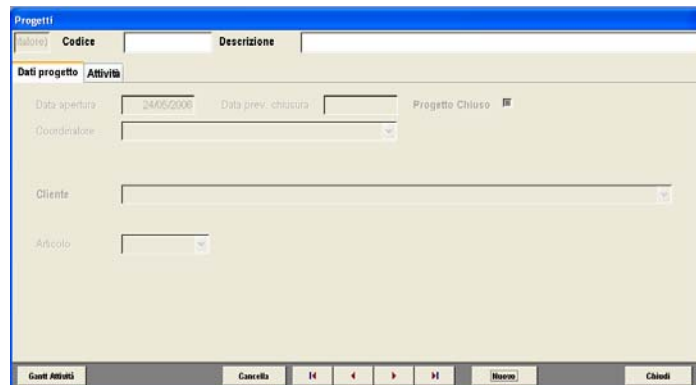 Progetti
Codice Descrizione
Dati progetto Attività
Data apertura 24/05/2006 Data prev. chiusura Progetto Chiuso
Coordinatore
Cliente
Articolo
Gantt Attività Cancella Nuovo Chiudi